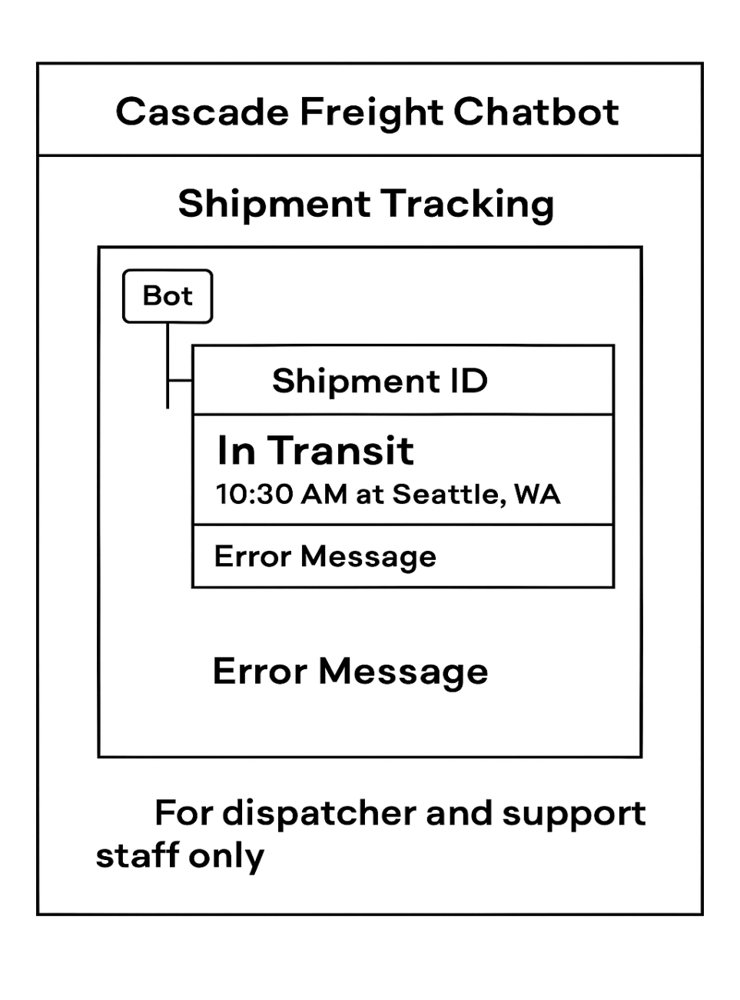 Cascade Freight Chatbot
Shipment Tracking
Bot
Shipment ID
In Transit
10:30 AM at Seattle, WA
Error Message
Error Message
For dispatcher and support
staff only